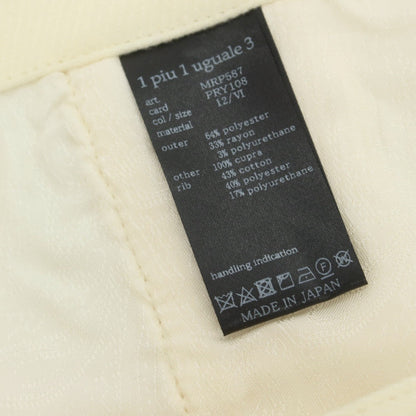 1 piu 1 uguale 3
art. MRP587
card PRY108
col / size 12/VI
material
outer 64% polyester
33% rayon
3% polyurethane
other 100% cupra
rib 43% cotton
40% polyester
17% polyurethane
handling indication
MADE IN JAPAN